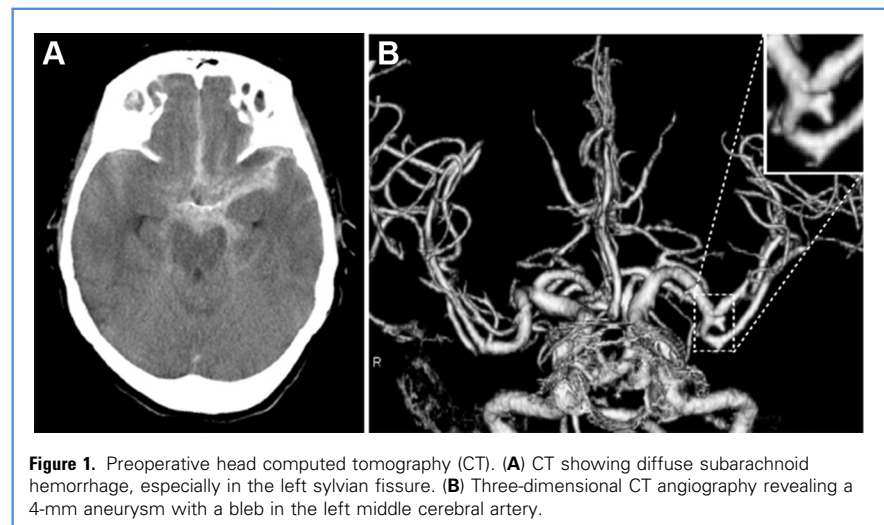 A
B
R
Figure 1. Preoperative head computed tomography (CT). (A) CT showing diffuse subarachnoid
hemorrhage, especially in the left sylvian fissure. (B) Three-dimensional CT angiography revealing a
4-mm aneurysm with a bleb in the left middle cerebral artery.